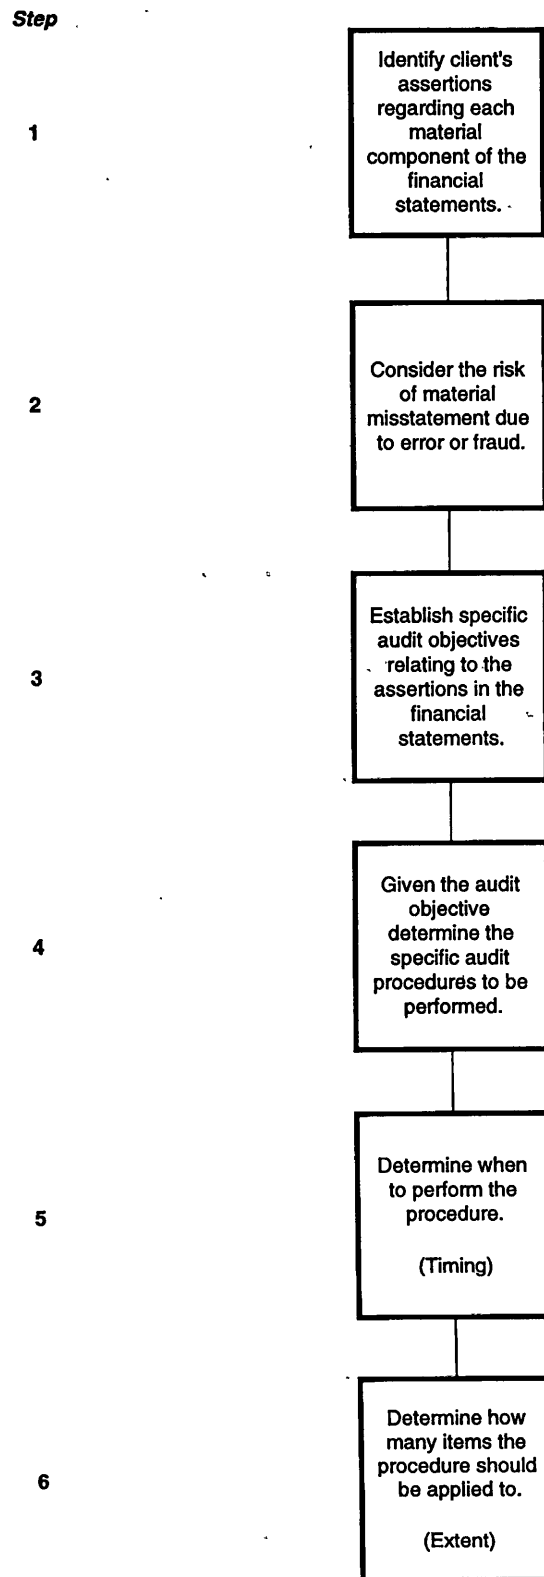 Step
1
Identify client's
assertions
regarding each
material
component of the
financial
statements.
2
Consider the risk
of material
misstatement due
to error or fraud.
3
Establish specific
audit objectives
relating to the
assertions in the
financial
statements.
4
Given the audit
objective
determine the
specific audit
procedures to be
performed.
5
Determine when
to perform the
procedure.
(Timing)
6
Determine how
many items the
procedure should
be applied to.
(Extent)